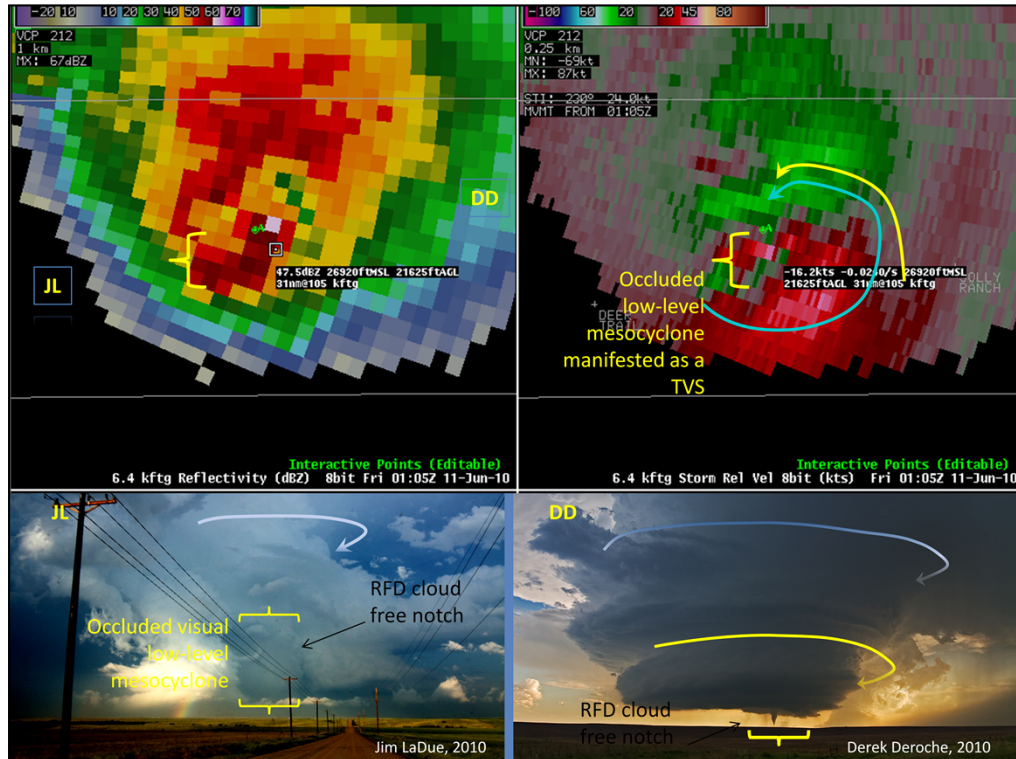 -20 10 10 20 30 40 50 60 70
VCP 212
1 km
MX: 67dBZ
DD
A
47.5dBZ 26920ftMSL 21625ftAGL
31nm@105 kftg
JL
Interactive Points (Editable)
6.4 kftg Reflectivity (dBZ) 8bit Fri 01:05Z 11-Jun-10
-100 60 20 20 45 80
VCP 212
0.25 km
MN: -69kt
MX: 87kt
STI: 230° 24.0kt
MVMT FROM 01:05Z
A
-16.2kts 26920ftMSL
21625ftAGL 31nm@105 kftg
RANCH
DEER
TRAIL
Occluded
low-level
mesocyclone
manifested as a
TVS
Interactive Points (Editable)
6.4 kftg Storm Rel Vel 8bit (kts) Fri 01:05Z 11-Jun-10
JL
RFD cloud
free notch
Occluded visual
low-level
mesocyclone
Jim LaDue, 2010
DD
RFD cloud
free notch
Derek Deroche, 2010